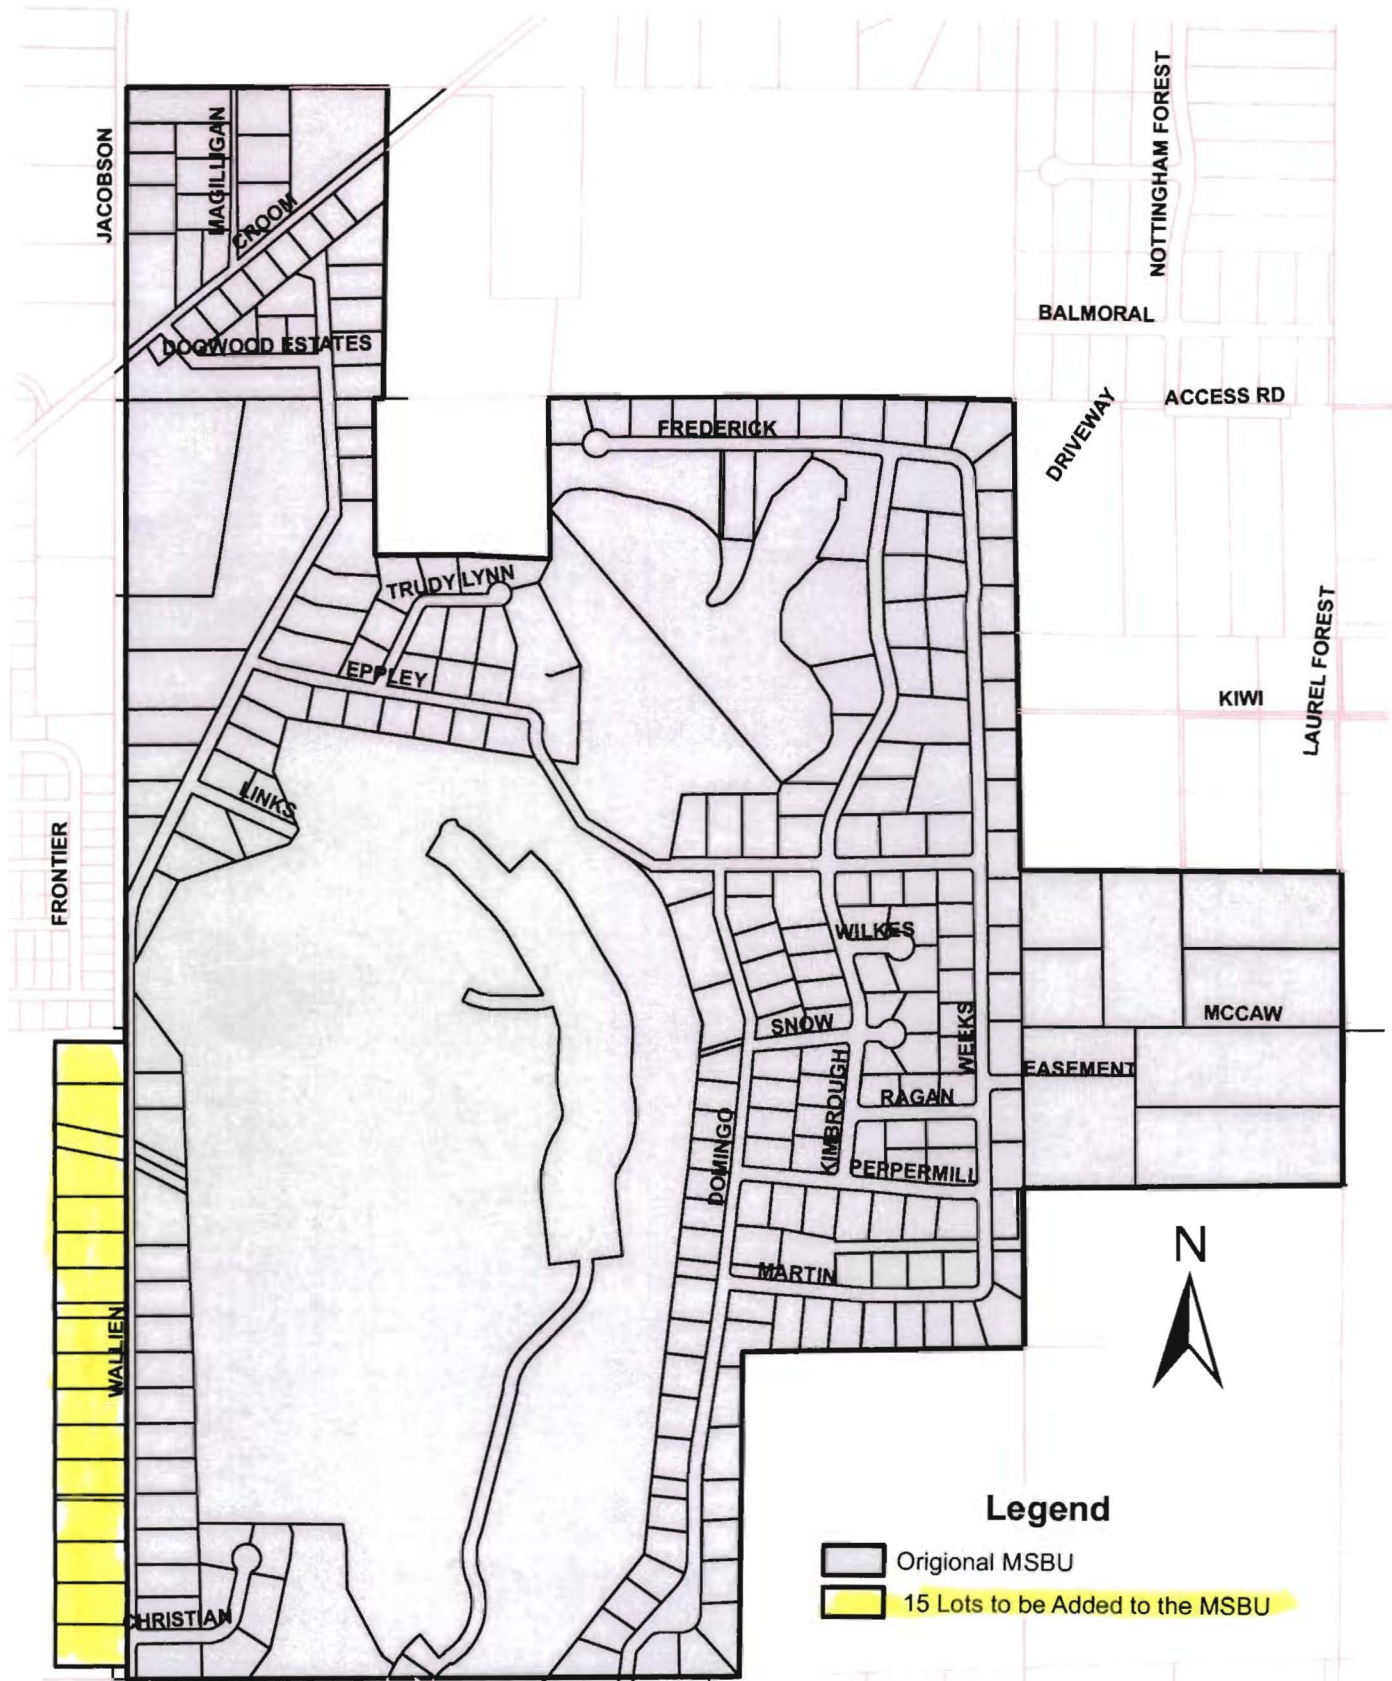 NOTTINGHAM FOREST
JACOBSON
MAGILLIGAN
CROOM
BALMORAL
DOGWOOD ESTATES
ACCESS RD
DRIVEWAY
FREDERICK
TRUDY LYNN
LAUREL FOREST
EPPLEY
KIWI
LINKS
FRONTIER
WILKES
MCCAW
SNOW
WEEKS
EASEMENT
RAGAN
KIMBROUGH
DOMINGO
PEPPERMILL
N
MARTIN
WALLIEN
Legend
Origional MSBU
15 Lots to be Added to the MSBU
CHRISTIAN